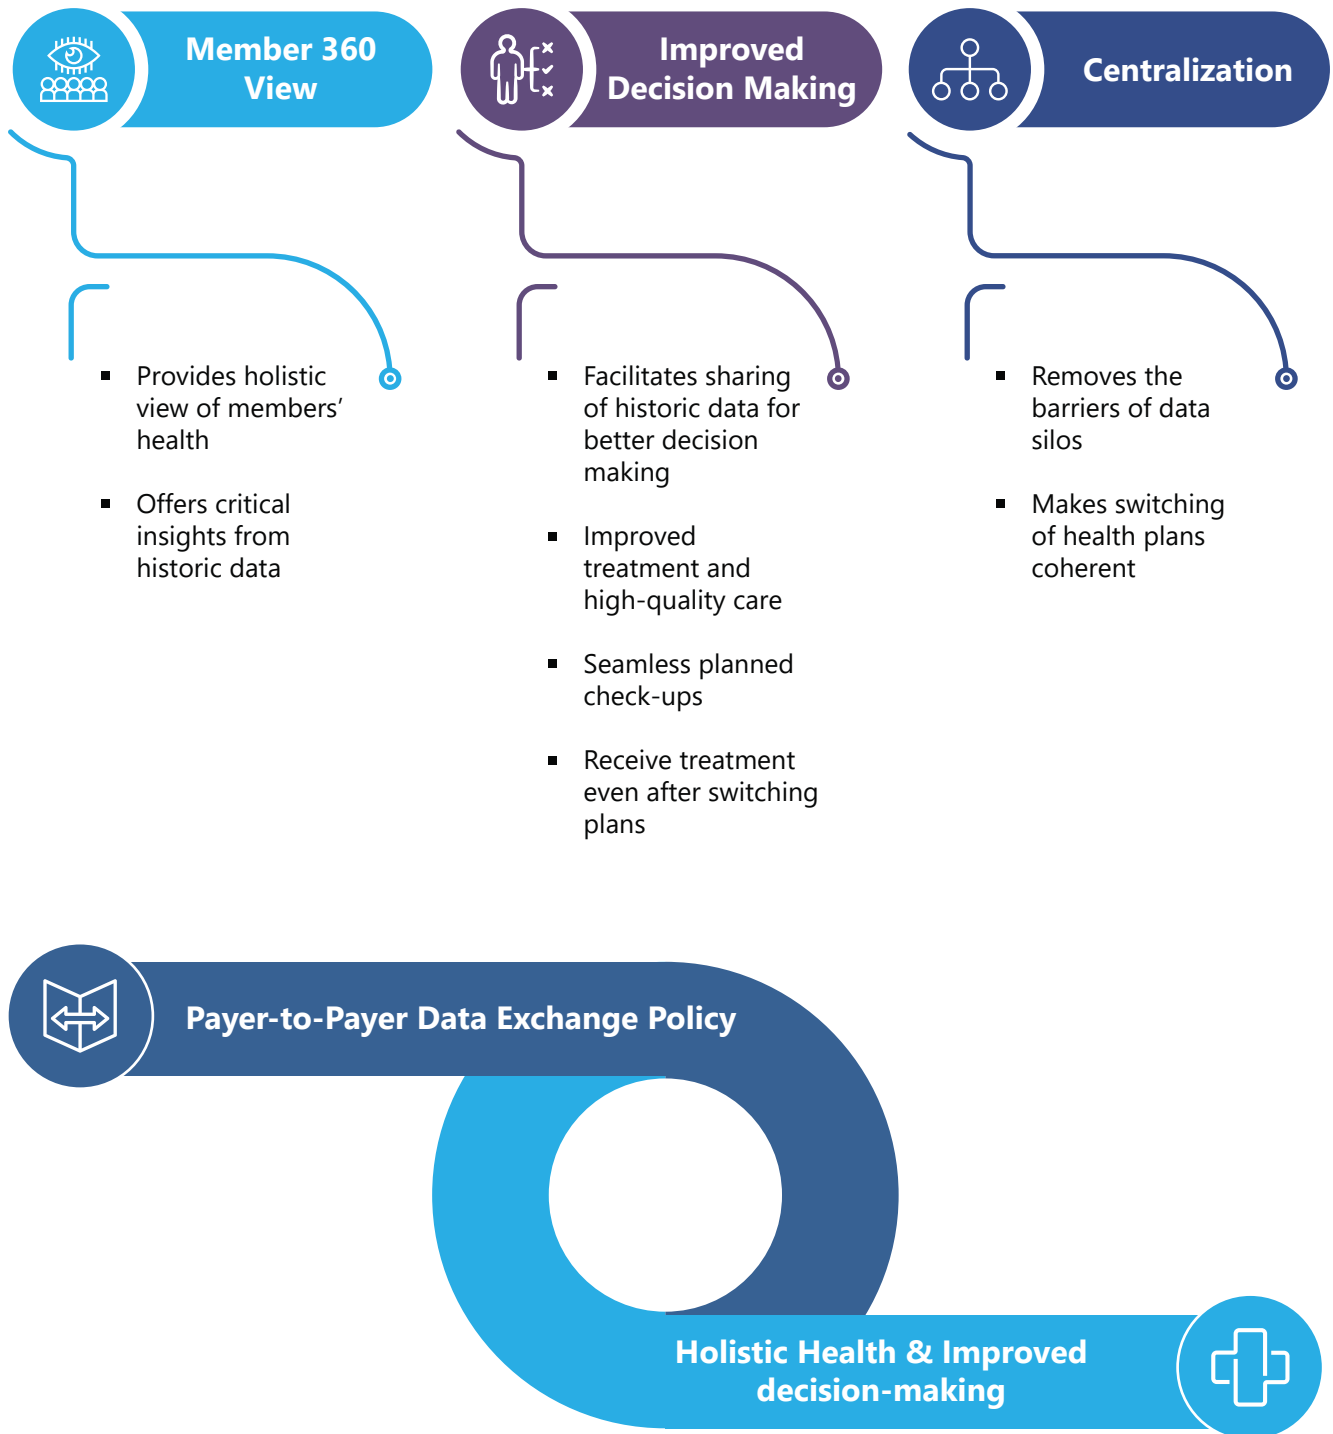 Member 360
View
Improved
Decision Making
Centralization
▪ Provides holistic
view of members’
health
▪ Offers critical
insights from
historic data
▪ Facilitates sharing
of historic data for
better decision
making
▪ Improved
treatment and
high-quality care
▪ Seamless planned
check-ups
▪ Receive treatment
even after switching
plans
▪ Removes the
barriers of data
silos
▪ Makes switching
of health plans
coherent
Payer-to-Payer Data Exchange Policy
Holistic Health & Improved
decision-making